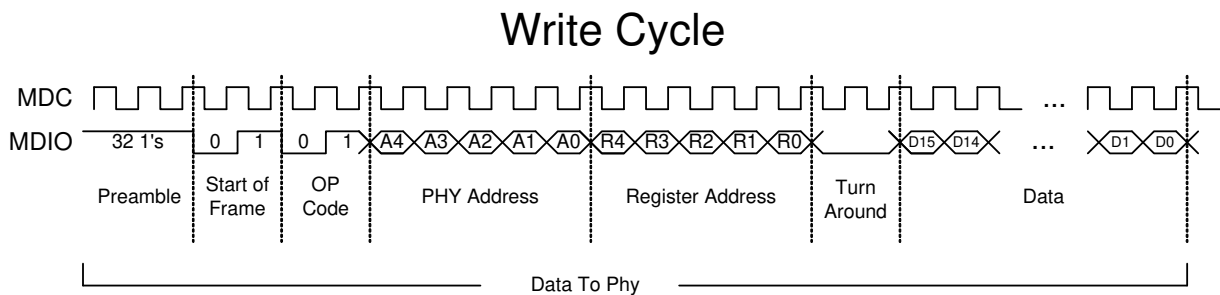 Write Cycle
MDC ...
MDIO 32 1's 0 1 0 1 A4 A3 A2 A1 A0 R4 R3 R2 R1 R0 D15 D14 ... D1 D0
Preamble Start of Frame OP Code PHY Address Register Address Turn Around Data
Data To Phy